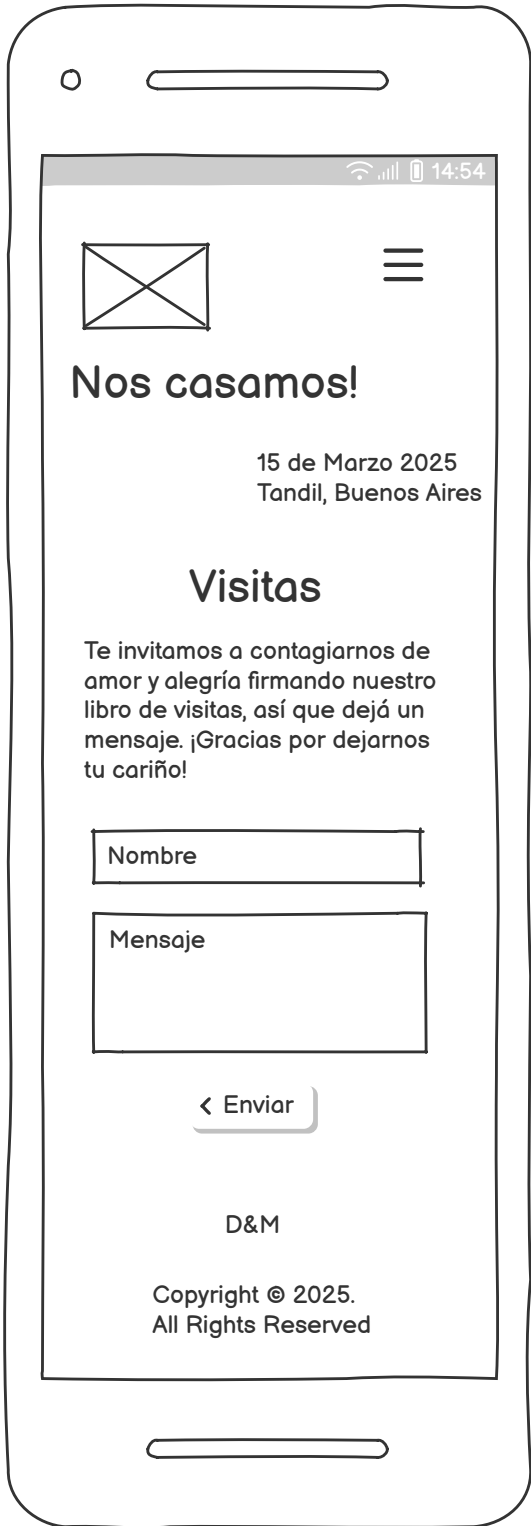 14:54
Nos casamos!
15 de Marzo 2025
Tandil, Buenos Aires
Visitas
Te invitamos a contagiarnos de
amor y alegría firmando nuestro
libro de visitas, así que dejá un
mensaje. ¡Gracias por dejarnos
tu cariño!
Nombre
Mensaje
Enviar
D&M
Copyright © 2025.
All Rights Reserved